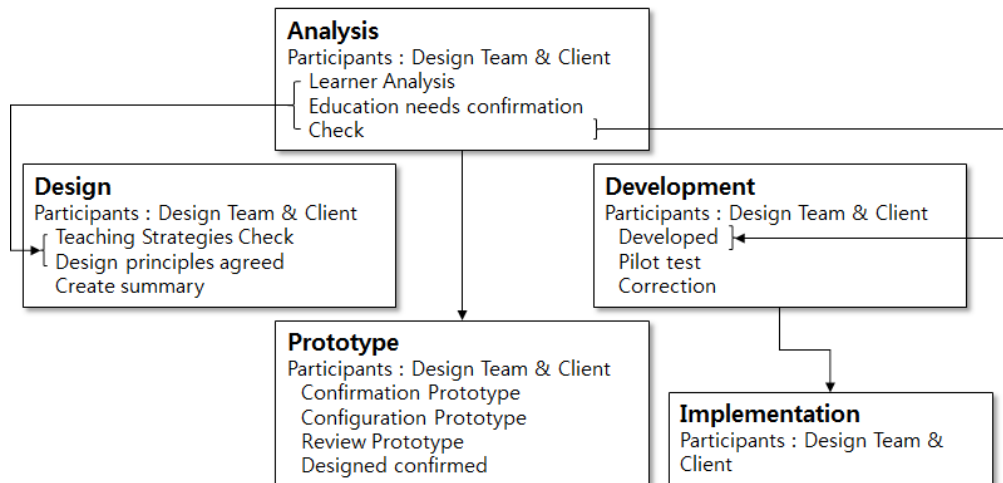 Analysis
Participants : Design Team & Client
Learner Analysis
Education needs confirmation
Check
Design
Participants : Design Team & Client
Teaching Strategies Check
Design principles agreed
Create summary
Development
Participants : Design Team & Client
Developed
Pilot test
Correction
Prototype
Participants : Design Team & Client
Confirmation Prototype
Configuration Prototype
Review Prototype
Designed confirmed
Implementation
Participants : Design Team &
Client